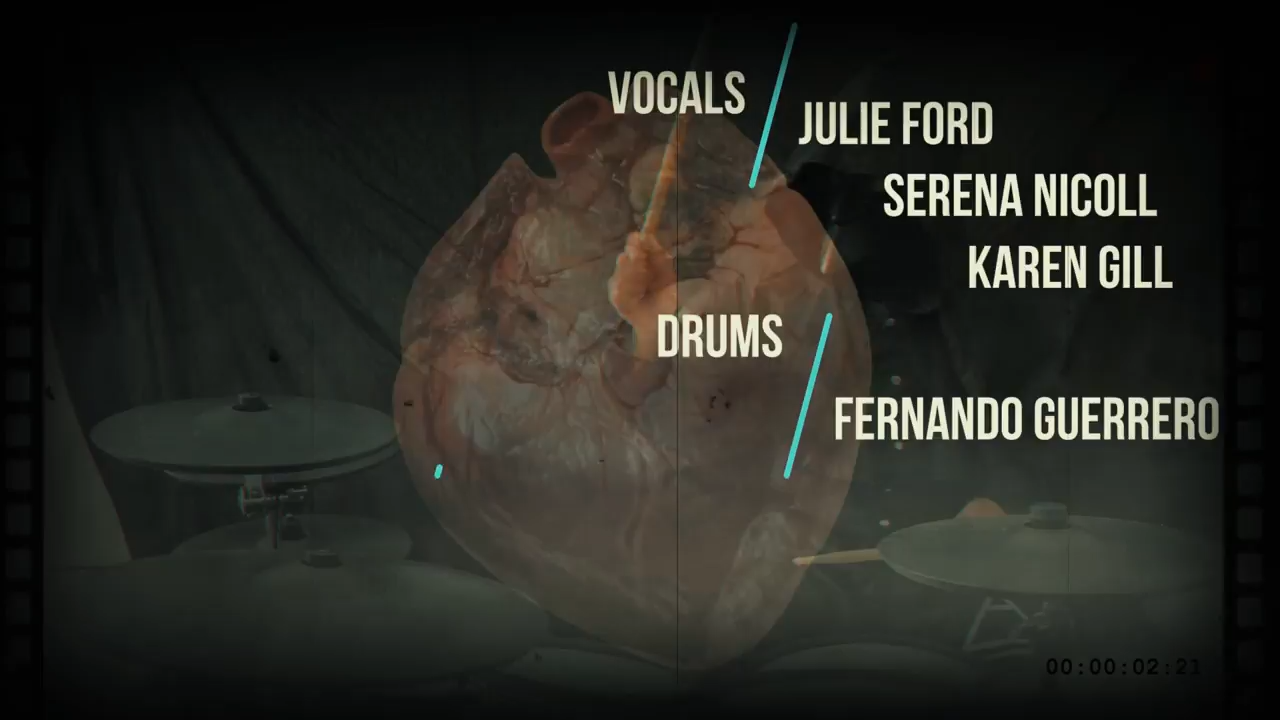 VOCALS
JULIE FORD
SERENA NICOLL
KAREN GILL
DRUMS
FERNANDO GUERRERO
00:00:02:21